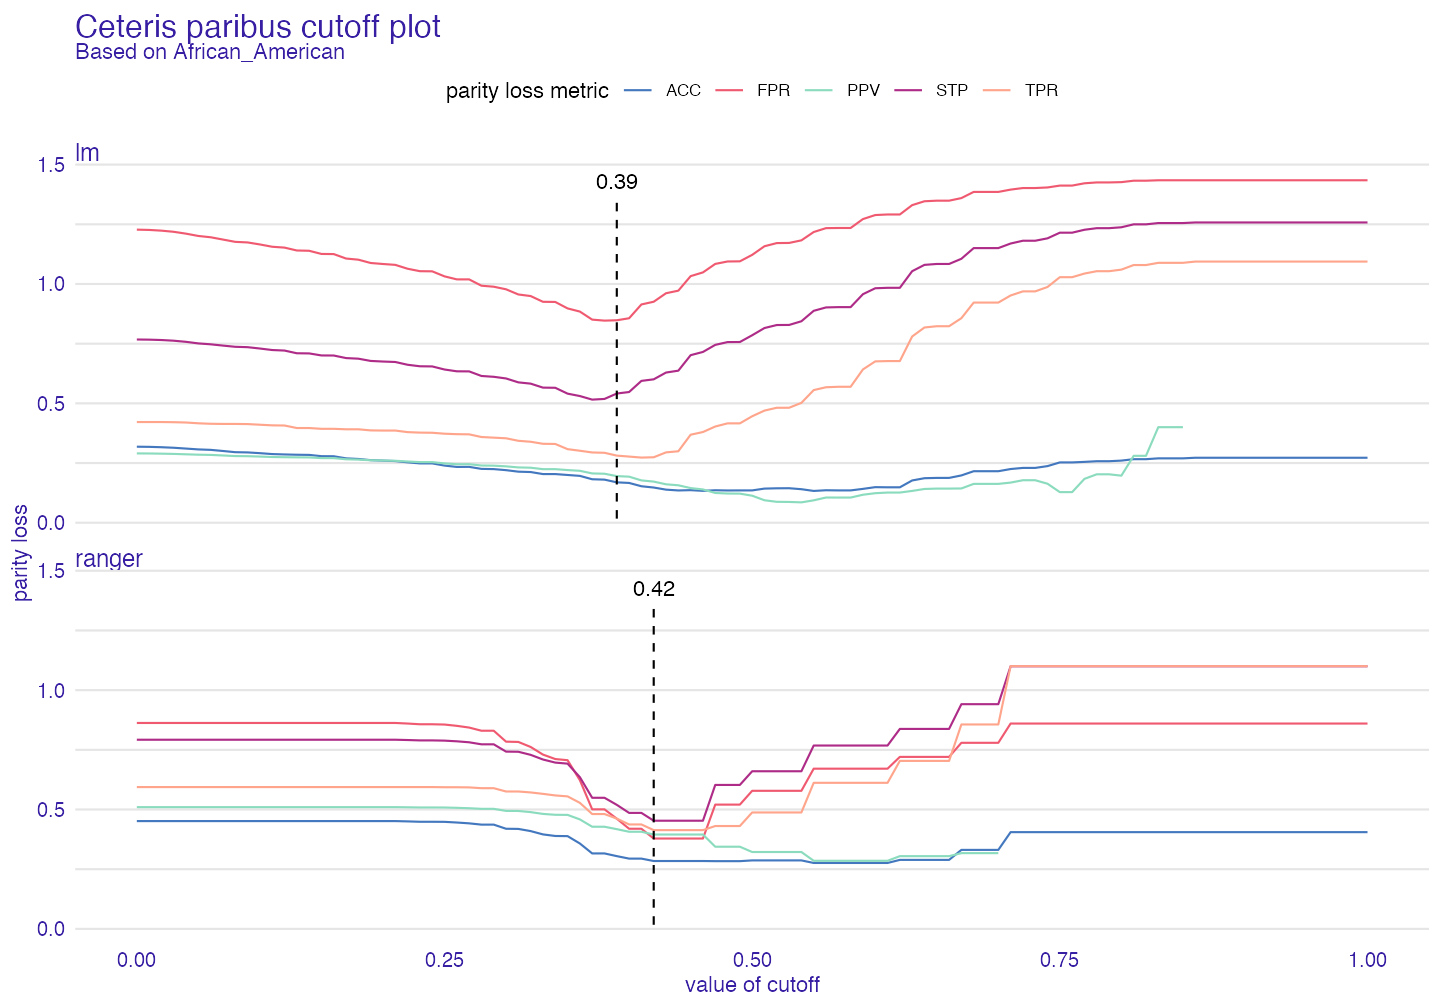 Ceteris paribus cutoff plot
Based on African_American
parity loss metric ACC FPR PPV STP TPR
lm
1.5
0.39
1.0
0.5
0.0
parity loss
ranger
1.5
0.42
1.0
0.5
0.0
0.00 0.25 0.50 0.75 1.00
value of cutoff